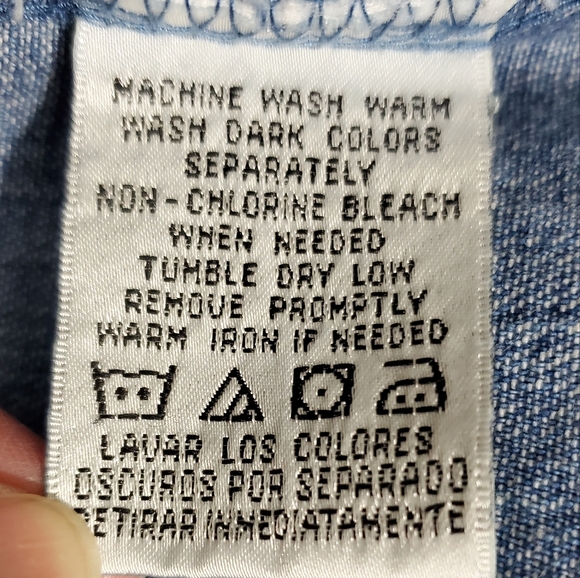 MACHINE WASH WARM
WASH DARK COLORS
SEPARATELY
NON-CHLORINE BLEACH
WHEN NEEDED
TUMBLE DRY LOW
REMOVE PROMPTLY
WARM IRON IF NEEDED
LAVAR LOS COLORES
OSCUROS POR SEPARADO
RETIRAR INMEDIATAMENTE